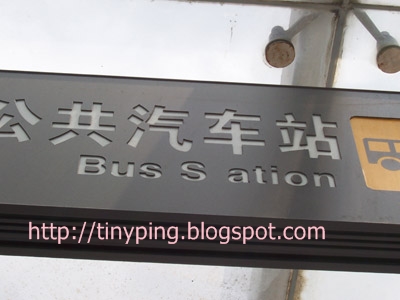 公共汽车站
Bus S ation
http://tinyping.blogspot.com